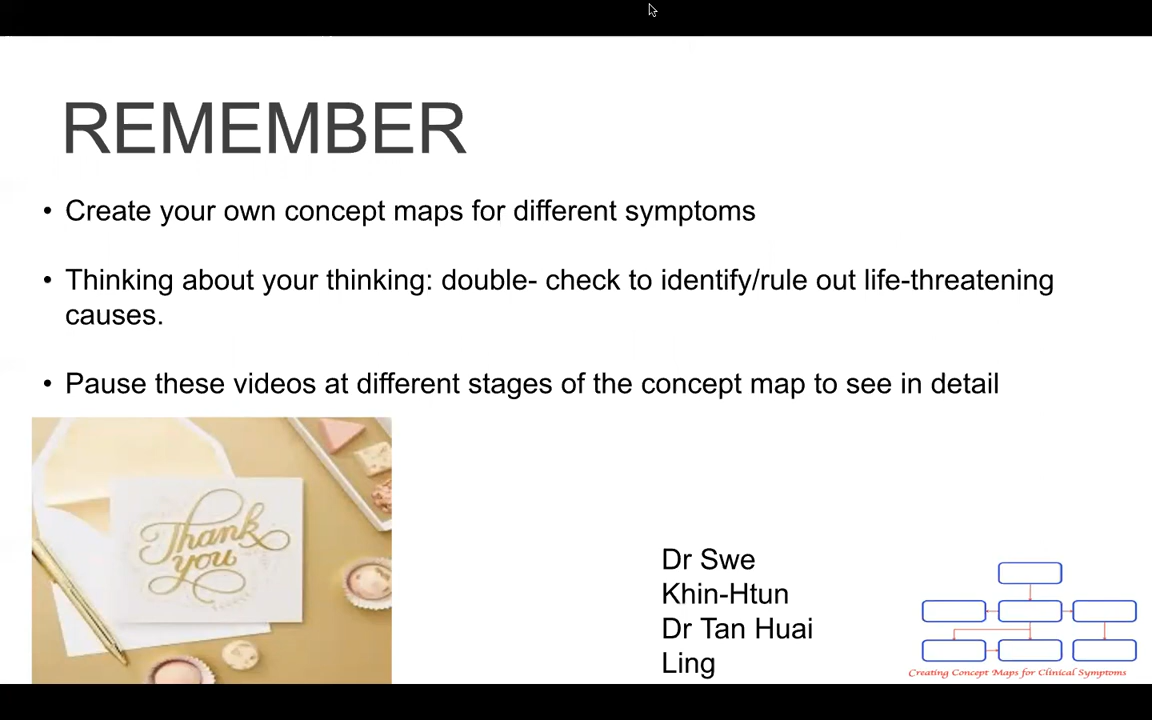 REMEMBER
• Create your own concept maps for different symptoms
• Thinking about your thinking: double- check to identify/rule out life-threatening
causes.
• Pause these videos at different stages of the concept map to see in detail
Thank
you
Dr Swe
Khin-Htun
Dr Tan Huai
Ling
Creating Concept Maps for Clinical Symptoms